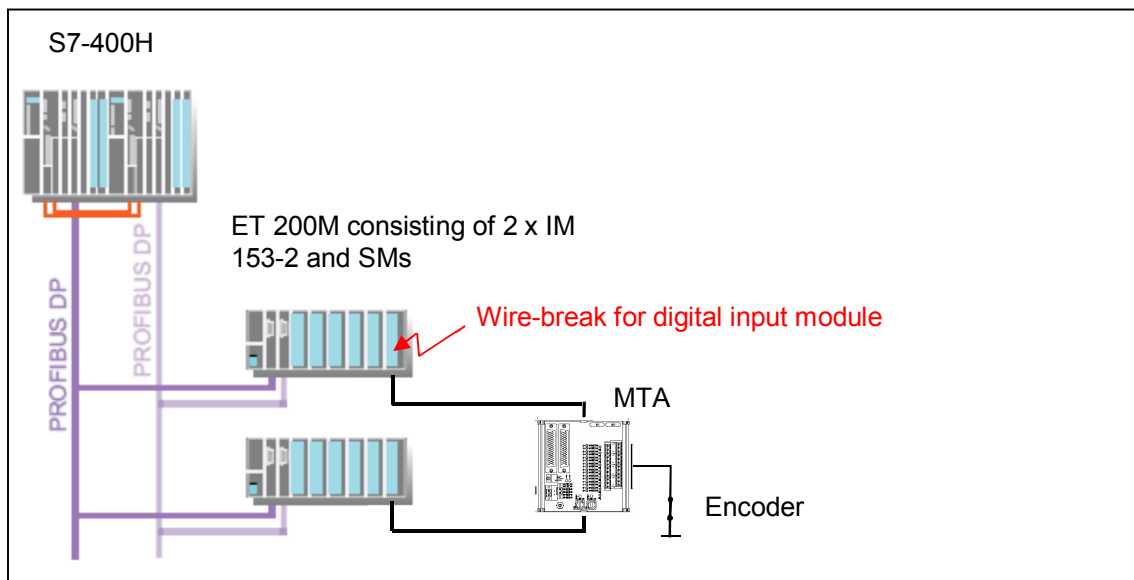 S7-400H
ET 200M consisting of 2 x IM
153-2 and SMs
PROFIBUS DP
PROFIBUS DP
Wire-break for digital input module
MTA
Encoder